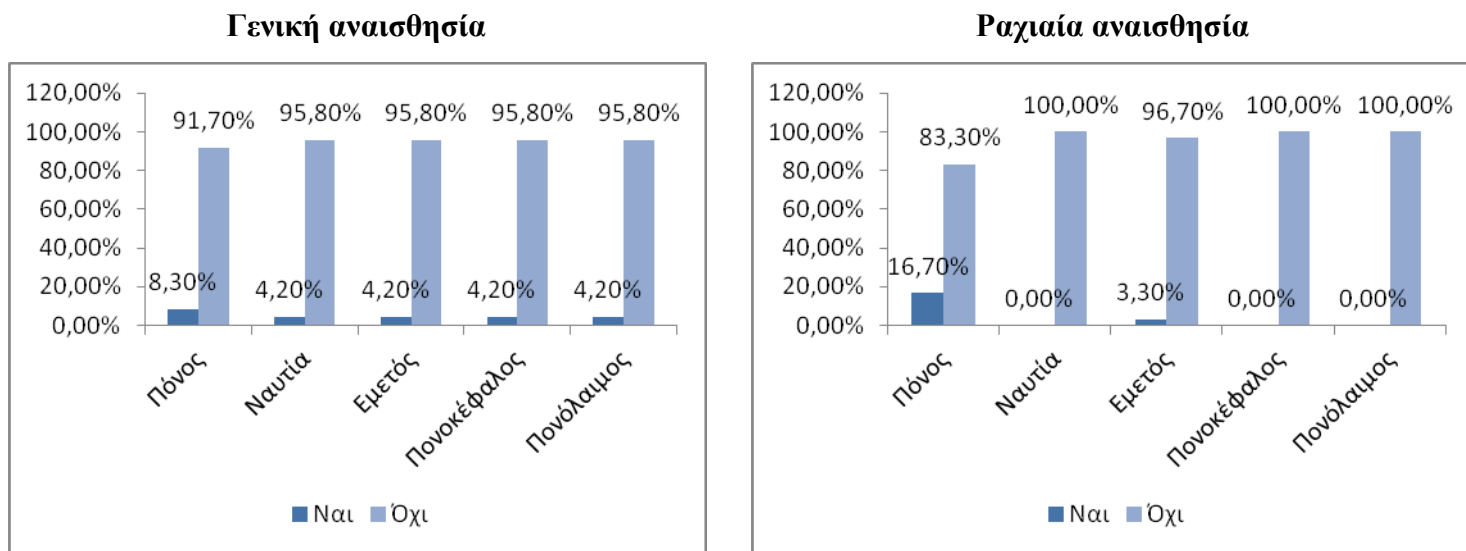 Γενική αναισθησία
120,00%
100,00%
80,00%
60,00%
40,00%
20,00%
0,00%
91,70% 95,80% 95,80% 95,80% 95,80%
8,30% 4,20% 4,20% 4,20% 4,20%
Πόνος
Ναυτία
Εμετός
Πονοκέφαλος
Πονόλαιμος
Ναι Όχι
Ραχιαία αναισθησία
120,00%
100,00%
80,00%
60,00%
40,00%
20,00%
0,00%
83,30% 100,00% 96,70% 100,00% 100,00%
16,70% 0,00% 3,30% 0,00% 0,00%
Πόνος
Ναυτία
Εμετός
Πονοκέφαλος
Πονόλαιμος
Ναι Όχι